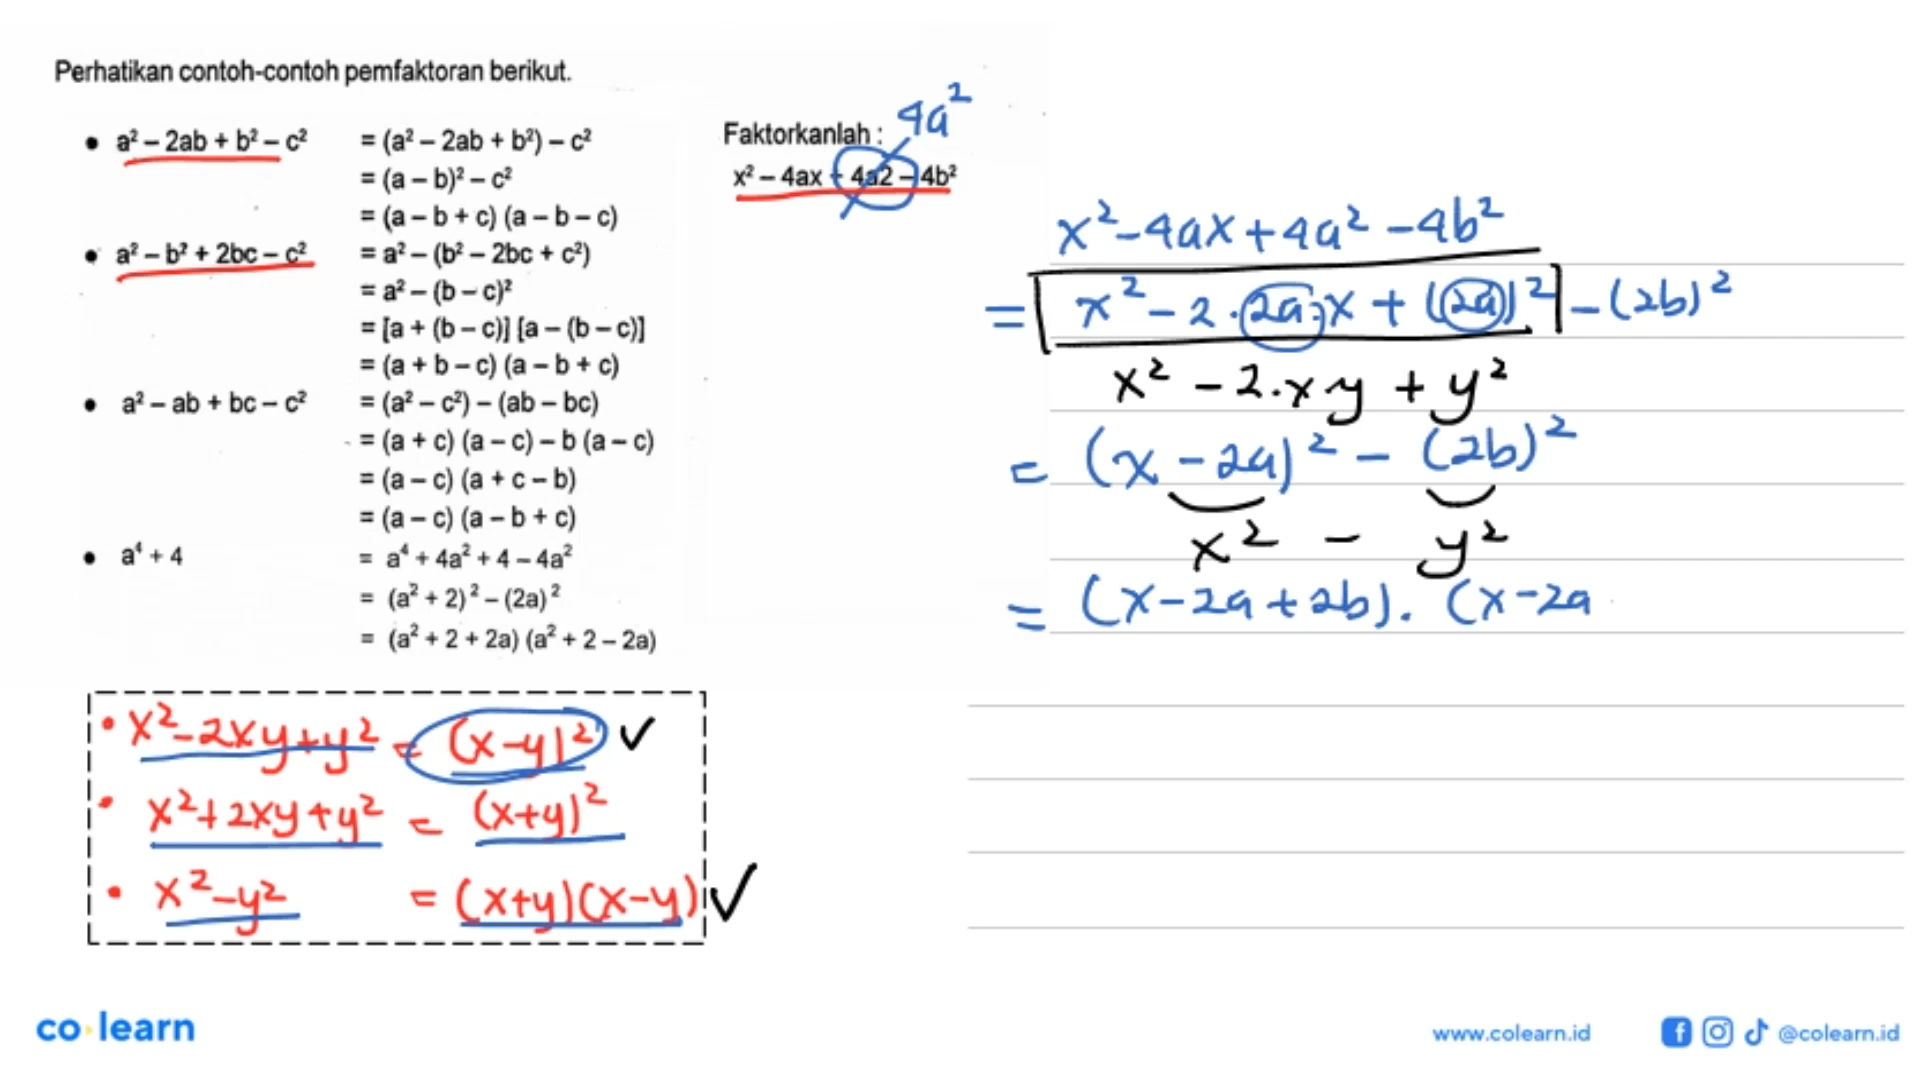 Perhatikan contoh-contoh pemfaktoran berikut.
• a² – 2ab + b² – c² = (a² – 2ab + b²) – c²
= (a – b)² – c²
= (a – b + c) (a – b – c)
• a² – b² + 2bc – c² = a² – (b² – 2bc + c²)
= a² – (b – c)²
= [a + (b – c)] [a – (b – c)]
= (a + b – c) (a – b + c)
• a² – ab + bc – c² = (a² – c²) – (ab – bc)
= (a + c) (a – c) – b (a – c)
= (a – c) (a + c – b)
= (a – c) (a – b + c)
• a⁴ + 4 = a⁴ + 4a² + 4 – 4a²
= (a² + 2)² – (2a)²
= (a² + 2 + 2a) (a² + 2 – 2a)
4a²
Faktorkanlah :
x² – 4ax + 4a2 – 4b²
x² - 4ax + 4a² - 4b²
= x² - 2 . 2a . x + (2a)² - (2b)²
x² - 2.xy + y²
= (x - 2a)² - (2b)²
x² - y²
= (x - 2a + 2b) . (x - 2a
• x² - 2xy + y² = (x-y)² ✓
• x² + 2xy + y² = (x+y)²
• x² - y² = (x+y)(x-y) ✓
co learn
www.colearn.id
@colearn.id